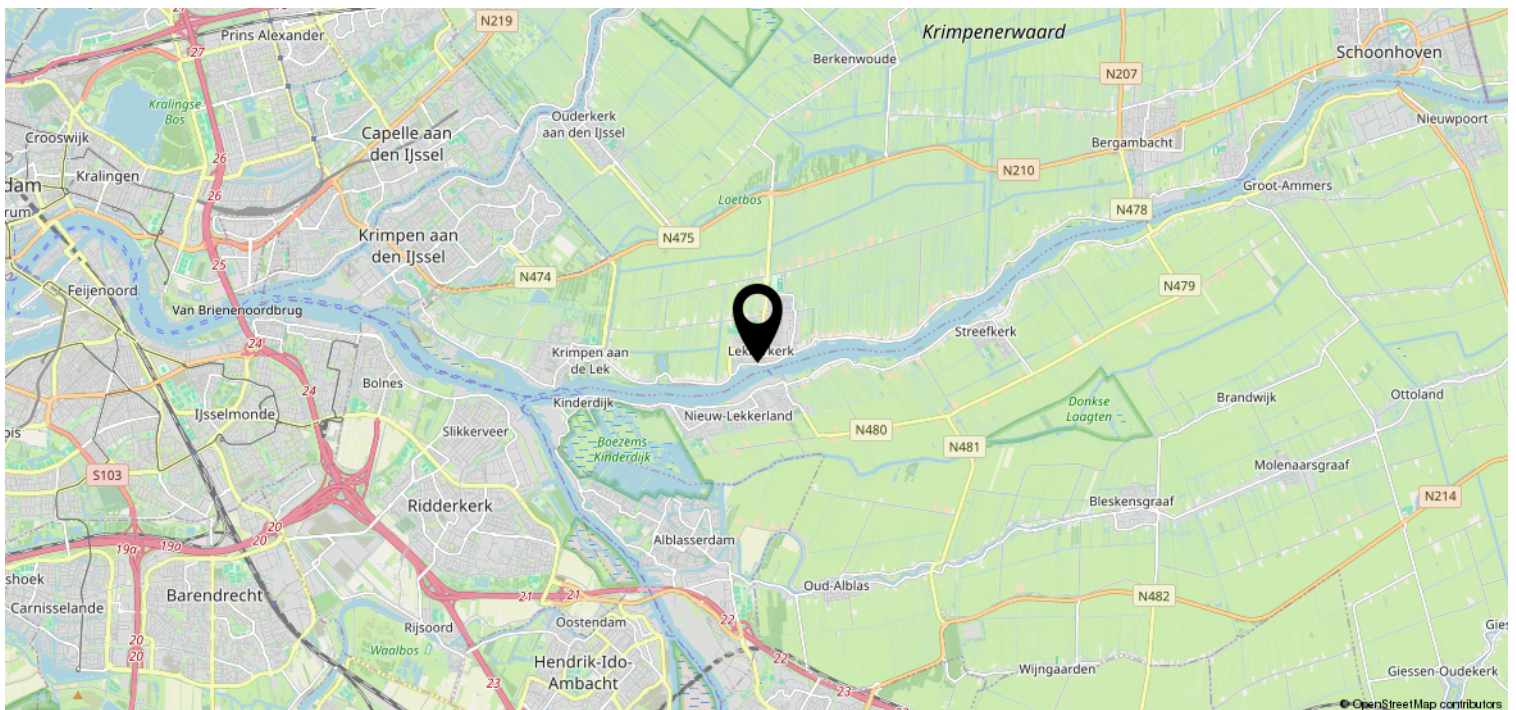 27
N219
Krimpenerwaard
Prins Alexander
27
Berkenwoude
Schoonhoven
N207
Kralingse
Bos
Ouderkerk
aan den IJssel
Nieuwpoort
Crooswijk
Capelle aan
den IJssel
Bergambacht
26
Kralingen
N210
dam
26
Loetbos
Groot-Ammers
rum
N478
Krimpen aan
den IJssel
N475
25
N474
N479
Feijenoord
Van Brienenoordbrug
Streefkerk
24
Krimpen aan
de Lek
Bolnes
24
Kinderdijk
Nieuw-Lekkerland
Donkse
Laagten
Brandwijk
Ottoland
IJsselmonde
Slikkerveer
N480
N481
Boezems
Kinderdijk
S103
Molenaarsgraaf
N214
Ridderkerk
Bleskensgraaf
20
20
19a
19a
Alblasserdam
shoek
Barendrecht
21
21
Oud-Alblas
N482
Carnisselande
Oostendam
22
Rijsoord
20
20
Waalbos
Hendrik-Ido-
Ambacht
22
Wijngaarden
Giessen-Oudekerk
23
23
© OpenStreetMap contributors